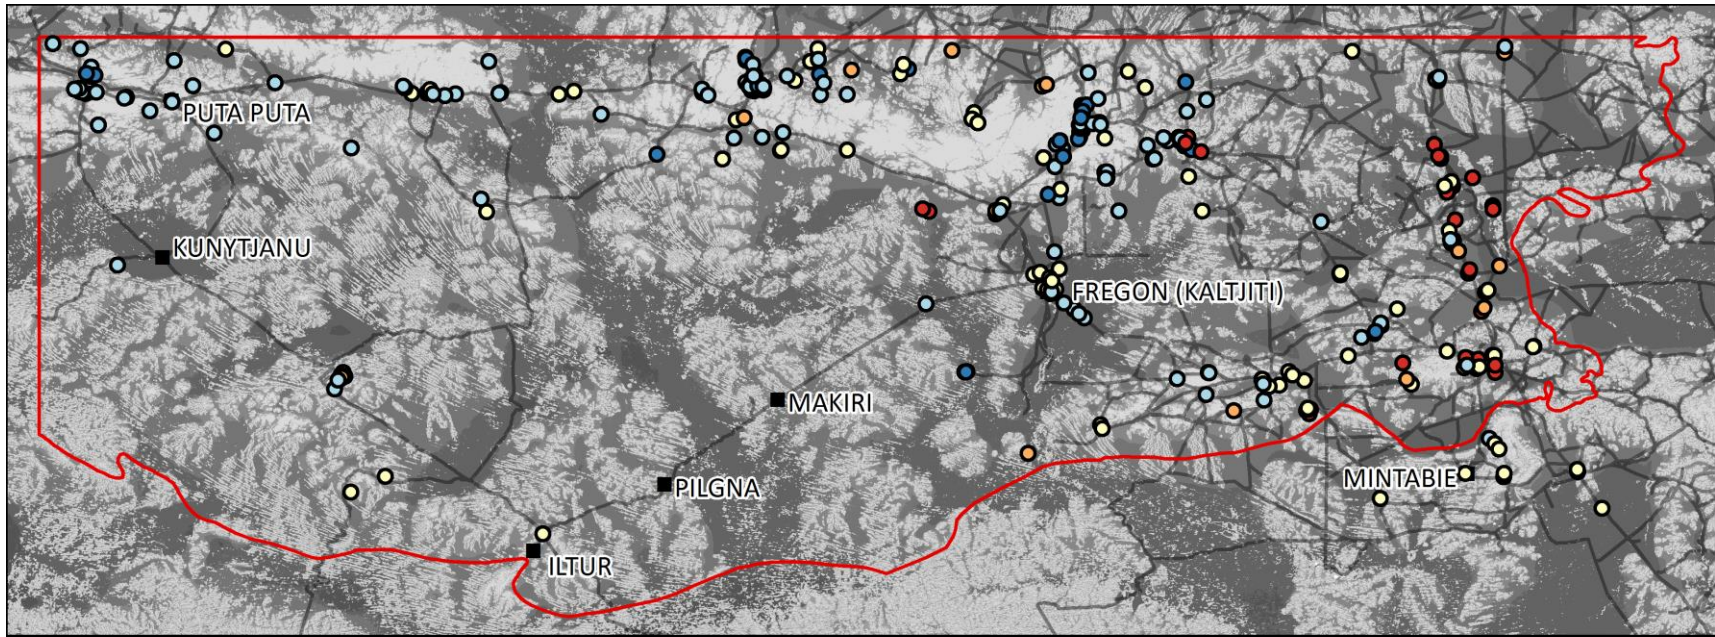 PUTA PUTA
KUNYTJANU
FREGON (KALTJITI)
MAKIRI
PILGNA
MINTABIE
ILTUR